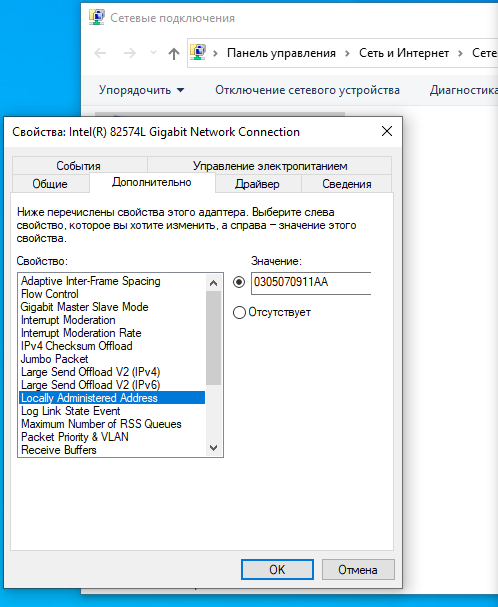 Сетевые подключения
Панель управления
Сеть и Интернет
Сете
Упорядочить
Отключение сетевого устройства
Диагностика
Свойства: Intel(R) 82574L Gigabit Network Connection
События
Управление электропитанием
Общие
Дополнительно
Драйвер
Сведения
Ниже перечислены свойства этого адаптера. Выберите слева
свойство, которое вы хотите изменить, а справа – значение этого
свойства.
Свойство:
Значение:
Adaptive Inter-Frame Spacing
Flow Control
Gigabit Master Slave Mode
Interrupt Moderation
Interrupt Moderation Rate
IPv4 Checksum Offload
Jumbo Packet
Large Send Offload V2 (IPv4)
Large Send Offload V2 (IPv6)
Locally Administered Address
Log Link State Event
Maximum Number of RSS Queues
Packet Priority & VLAN
Receive Buffers
0305070911AA
Отсутствует
OK
Отмена